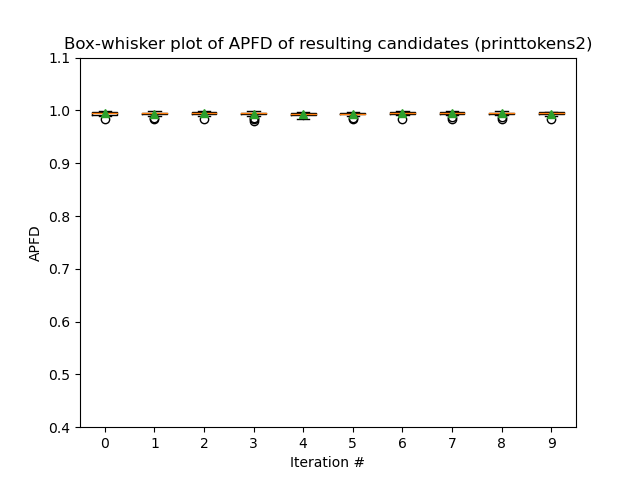 Box-whisker plot of APFD of resulting candidates (printtokens2)
1.1
1.0
0.9
0.8
0.7
0.6
0.5
0.4
APFD
0 1 2 3 4 5 6 7 8 9
Iteration #